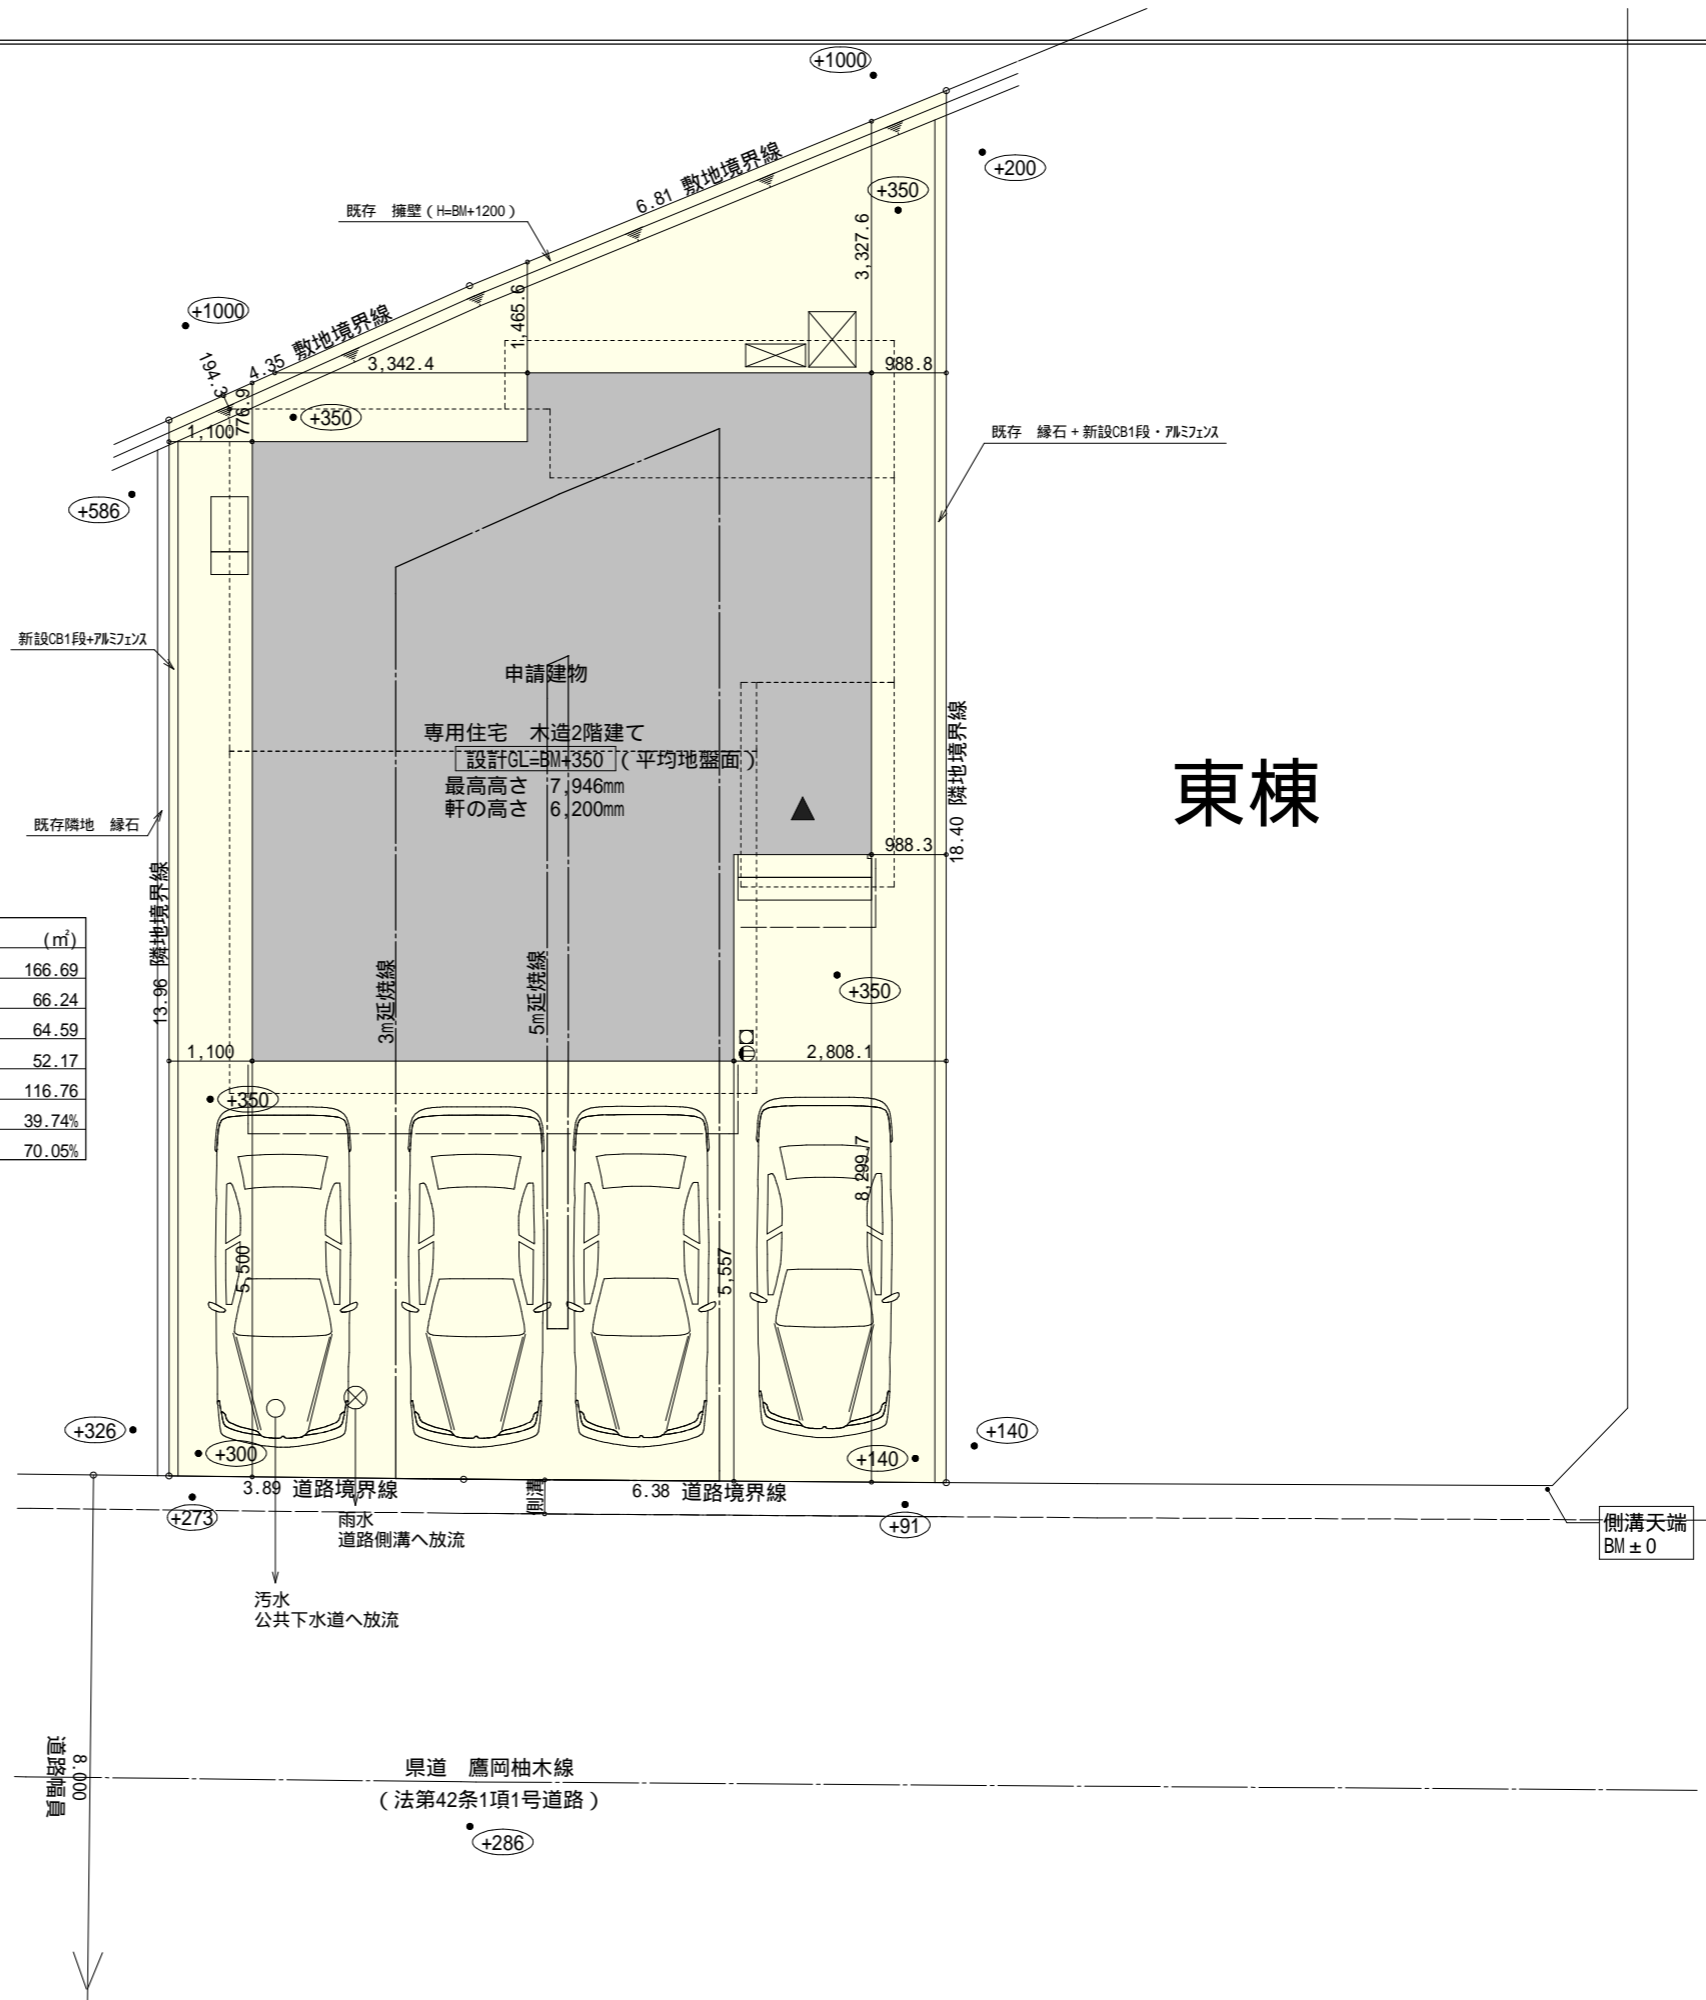 +1000
+200
6.81 敷地境界線
+350
既存　擁壁（H=BM+1200）
3,327.6
+1000
1,465.6
4.35 敷地境界線
194.3
3,342.4
988.8
776.9
+350
1,100
既存　縁石＋新設CB1段・アルミフェンス
+586
新設CB1段+アルミフェンス
申請建物
専用住宅　木造2階建て
設計GL=BM+350（平均地盤面）
最高高さ　7,946mm
軒の高さ　6,200mm
東棟
18.40 隣地境界線
既存隣地　縁石
988.3
13.96 隣地境界線
(㎡)
166.69
66.24
64.59
52.17
116.76
39.74%
70.05%
3m延焼線
5m延焼線
+350
1,100
2,808.1
+350
8,299.7
5,500
5,557
+326
+300
+140
+140
3.89 道路境界線
側溝
6.38 道路境界線
+273
雨水
道路側溝へ放流
+91
側溝天端
BM±0
汚水
公共下水道へ放流
8.000
道路幅員
県道　鷹岡柚木線
（法第42条1項1号道路）
+286